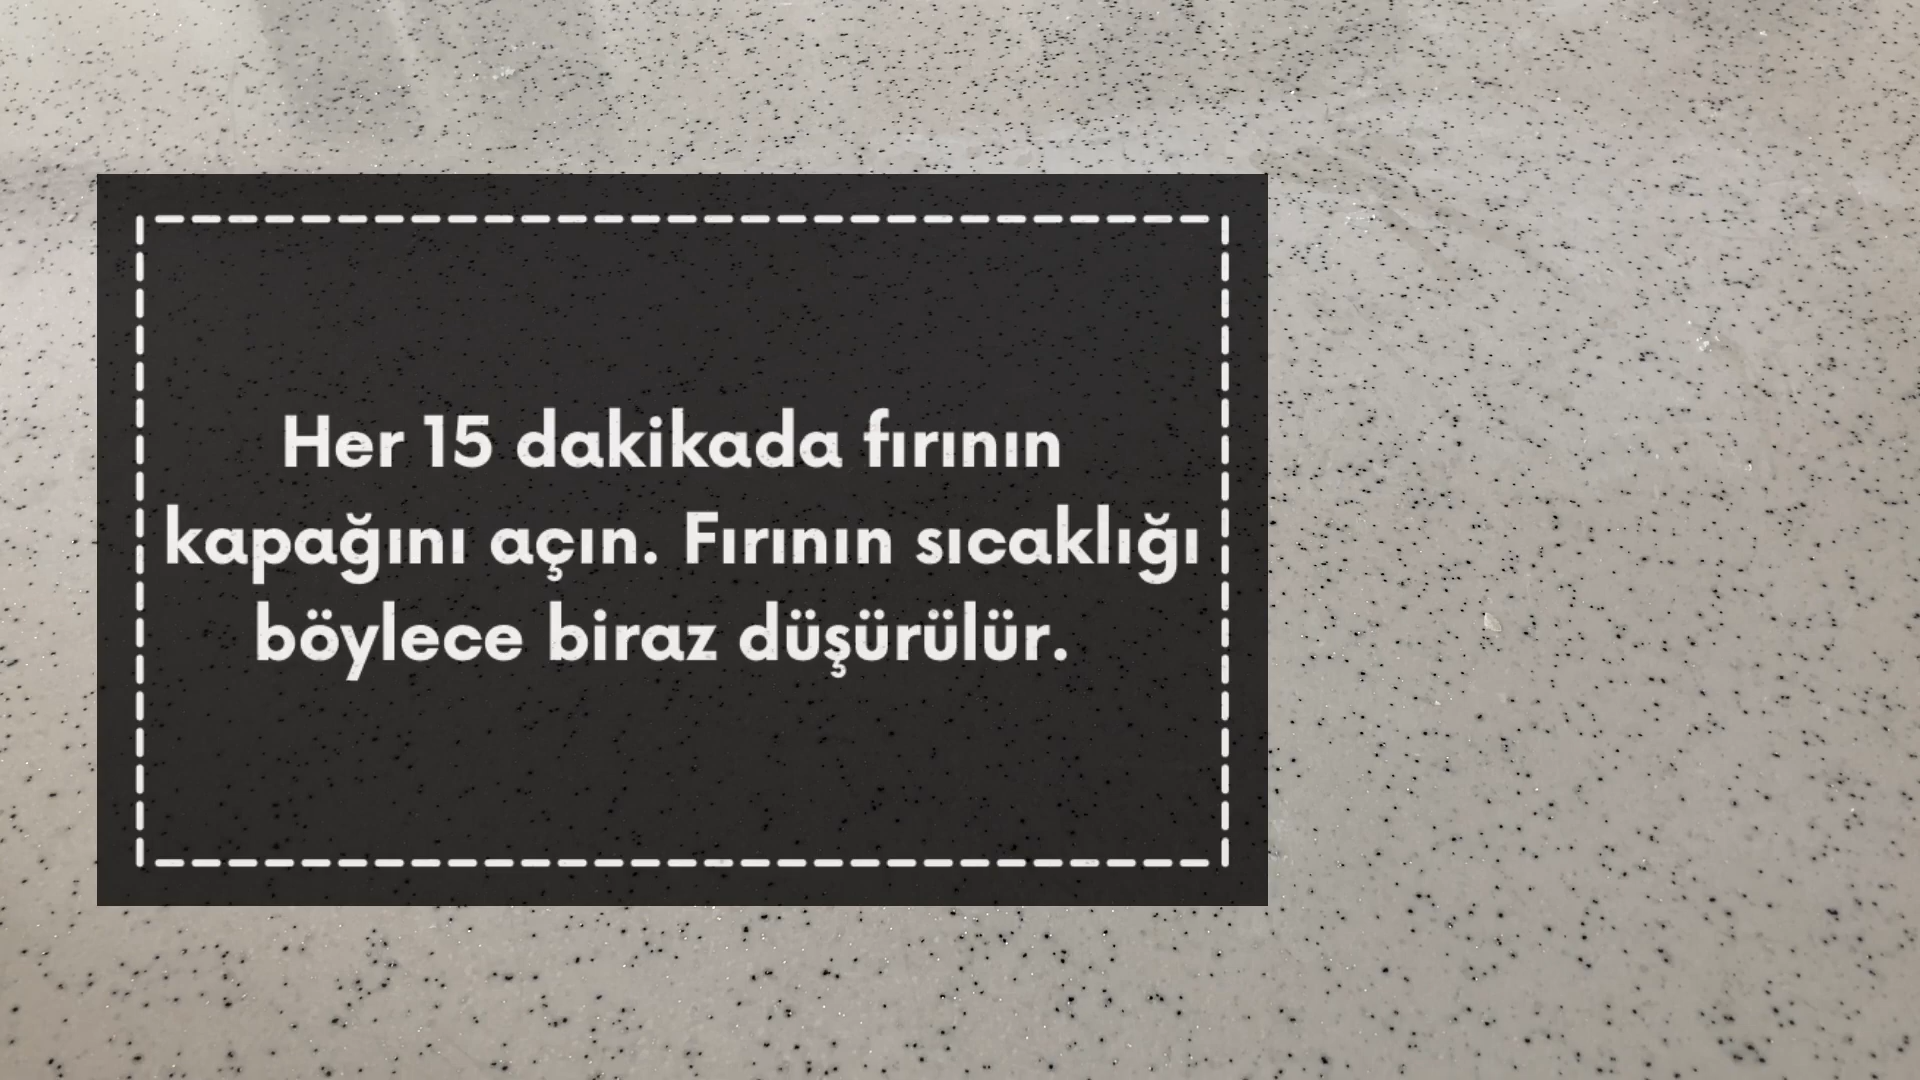 Her 15 dakikada fırının
kapağını açın. Fırının sıcaklığı
böylece biraz düşürülür.